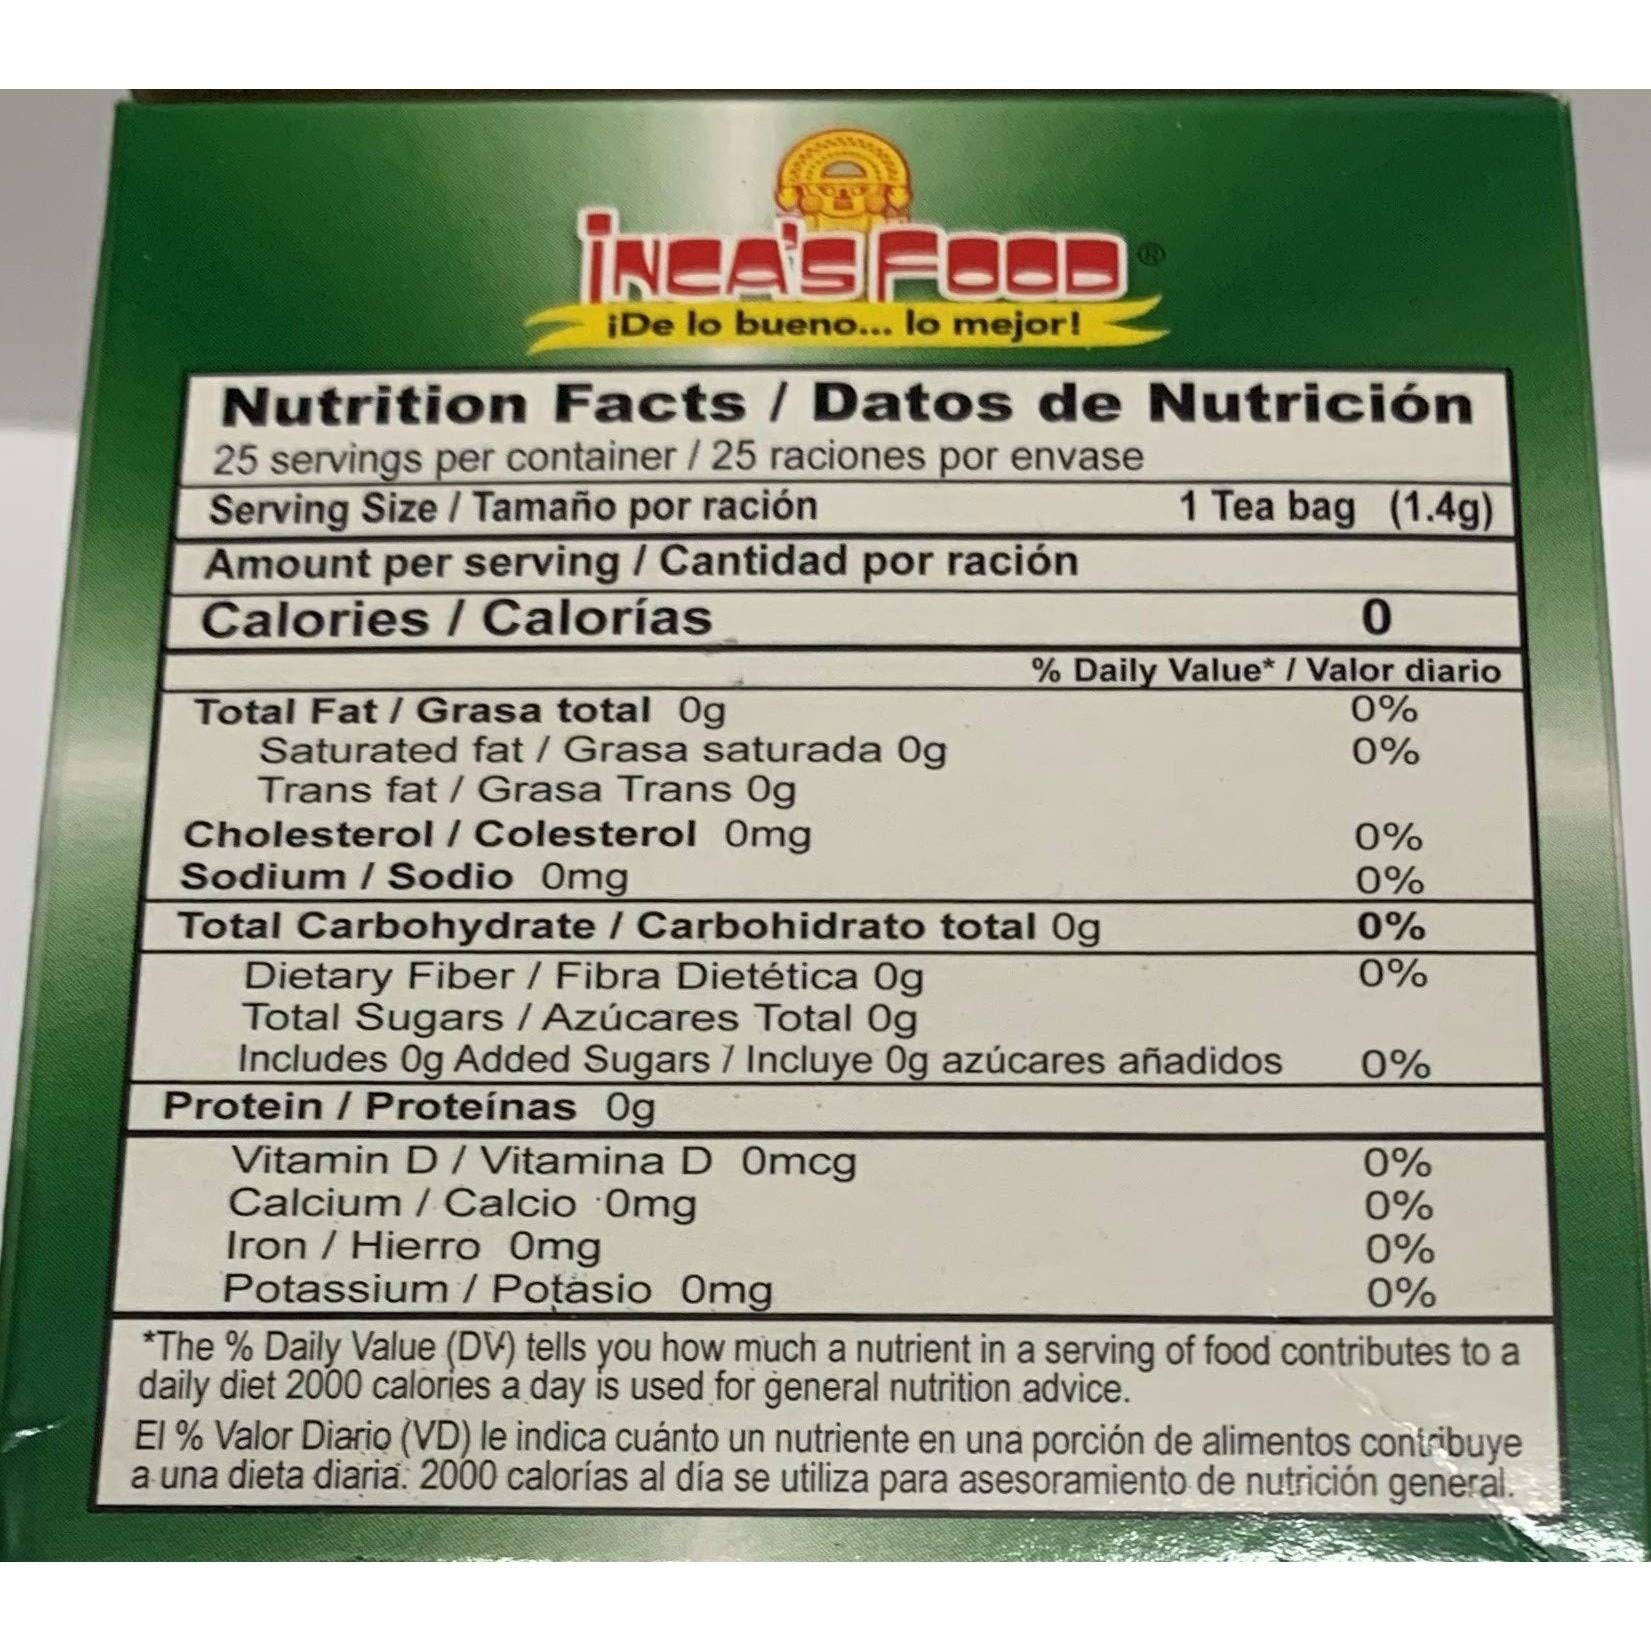 İNCA'S FOOD ®
¡De lo bueno... lo mejor!
Nutrition Facts / Datos de Nutrición
25 servings per container / 25 raciones por envase
Serving Size / Tamaño por ración 1 Tea bag (1.4g)
Amount per serving / Cantidad por ración
Calories / Calorías 0
% Daily Value* / Valor diario
Total Fat / Grasa total 0g 0%
Saturated fat / Grasa saturada 0g 0%
Trans fat / Grasa Trans 0g
Cholesterol / Colesterol 0mg 0%
Sodium / Sodio 0mg 0%
Total Carbohydrate / Carbohidrato total 0g 0%
Dietary Fiber / Fibra Dietética 0g 0%
Total Sugars / Azúcares Total 0g
Includes 0g Added Sugars / Incluye 0g azúcares añadidos 0%
Protein / Proteínas 0g
Vitamin D / Vitamina D 0mcg 0%
Calcium / Calcio 0mg 0%
Iron / Hierro 0mg 0%
Potassium / Potásio 0mg 0%
*The % Daily Value (DV) tells you how much a nutrient in a serving of food contributes to a
daily diet 2000 calories a day is used for general nutrition advice.
El % Valor Diario (VD) le indica cuánto un nutriente en una porción de alimentos contribuye
a una dieta diaria. 2000 calorías al día se utiliza para asesoramiento de nutrición general.